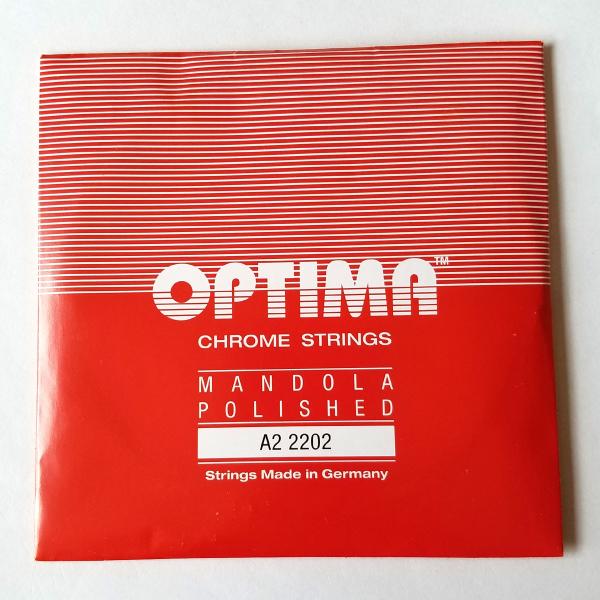 OPTIMA™
CHROME STRINGS
MANDOLA
POLISHED
A2 2202
Strings Made in Germany